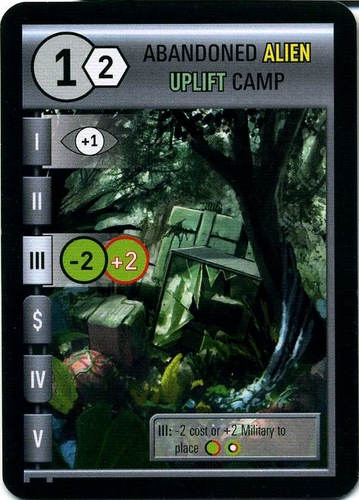 1 2 ABANDONED ALIEN
UPLIFT CAMP
I +1
II
III -2 +2
$
IV
V
III: -2 cost or +2 Military to
place